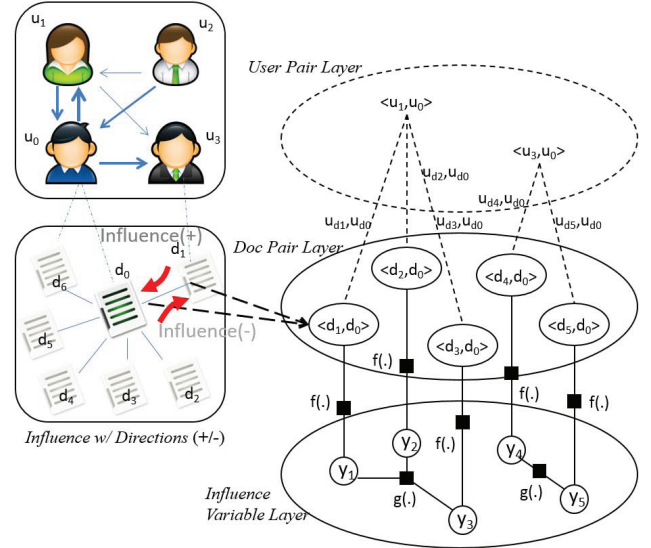 u1
u2
u0
u3
Influence(+)
d1
d0
d6
d5
Influence(-)
d4
d3
d2
Influence w/ Directions (+/-)
User Pair Layer
<u1,u0>
<u3,u0>
ud2,ud0
ud4,ud0
ud1,ud0
ud3,ud0
ud5,ud0
Doc Pair Layer
<d2,d0>
<d4,d0>
<d1,d0>
<d3,d0>
<d5,d0>
f(.)
f(.)
f(.)
f(.)
f(.)
y1
y2
y4
g(.)
g(.)
y3
y5
Influence
Variable Layer